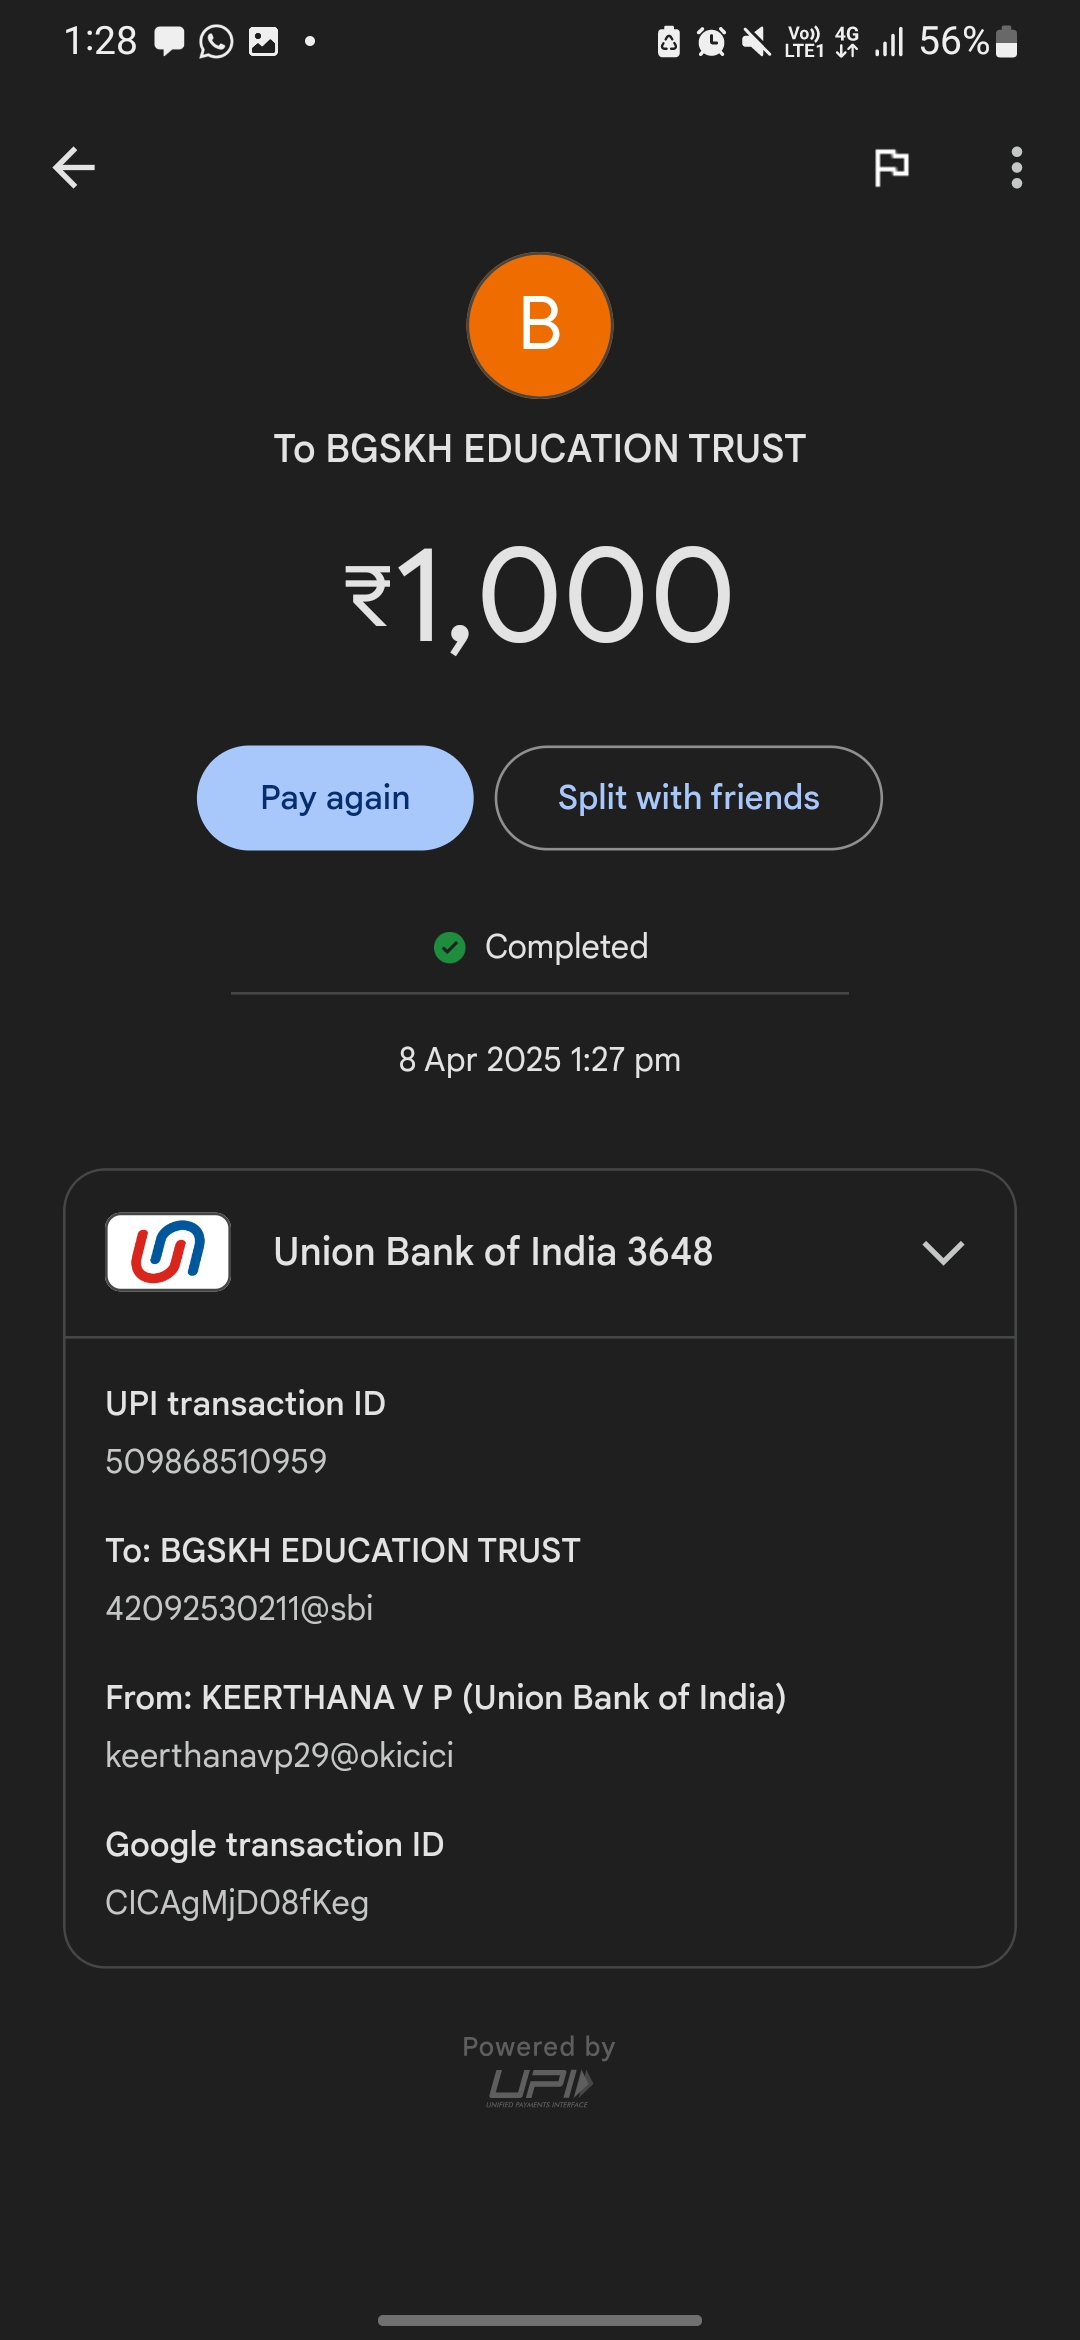 1:28
Vo)) LTE1 4G 56%
B
To BGSKH EDUCATION TRUST
₹1,000
Pay again
Split with friends
Completed
8 Apr 2025 1:27 pm
Union Bank of India 3648
UPI transaction ID
509868510959
To: BGSKH EDUCATION TRUST
42092530211@sbi
From: KEERTHANA V P (Union Bank of India)
keerthanavp29@okicici
Google transaction ID
CICAgMjD08fKeg
Powered by
UPI
UNIFIED PAYMENTS INTERFACE